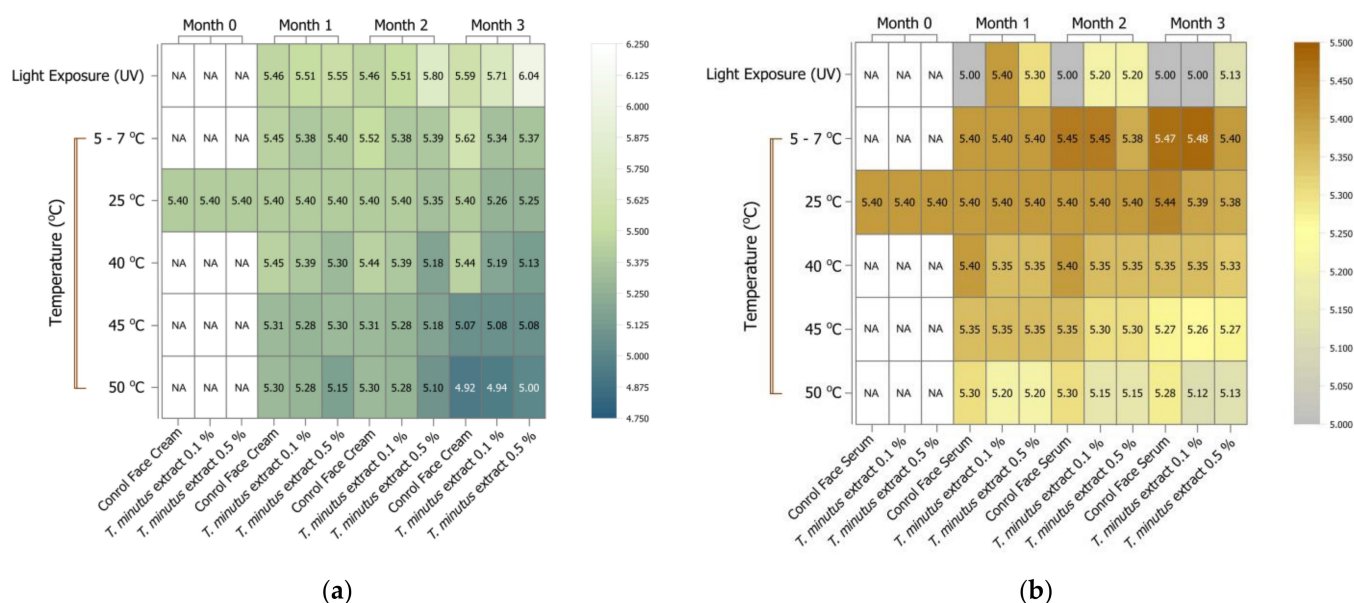 Month 0 Month 1 Month 2 Month 3
Light Exposure (UV) NA NA NA 5.46 5.51 5.55 5.46 5.51 5.80 5.59 5.71 6.04
5 - 7 °C NA NA NA 5.45 5.38 5.40 5.52 5.38 5.39 5.62 5.34 5.37
25 °C 5.40 5.40 5.40 5.40 5.40 5.40 5.40 5.40 5.35 5.40 5.26 5.25
40 °C NA NA NA 5.45 5.39 5.30 5.44 5.39 5.18 5.44 5.19 5.13
45 °C NA NA NA 5.31 5.28 5.30 5.31 5.28 5.18 5.07 5.08 5.08
50 °C NA NA NA 5.30 5.28 5.15 5.30 5.28 5.10 4.92 4.94 5.00
Temperature (°C)
Conrol Face Cream
T. minutus extract 0.1 %
T. minutus extract 0.5 %
Conrol Face Cream
T. minutus extract 0.1 %
T. minutus extract 0.5 %
Conrol Face Cream
T. minutus extract 0.1 %
T. minutus extract 0.5 %
Conrol Face Cream
T. minutus extract 0.1 %
T. minutus extract 0.5 %
6.250
6.125
6.000
5.875
5.750
5.625
5.500
5.375
5.250
5.125
5.000
4.875
4.750
(a)
Month 0 Month 1 Month 2 Month 3
Light Exposure (UV) NA NA NA 5.00 5.40 5.30 5.00 5.20 5.20 5.00 5.00 5.13
5 - 7 °C NA NA NA 5.40 5.40 5.40 5.45 5.45 5.38 5.47 5.48 5.40
25 °C 5.40 5.40 5.40 5.40 5.40 5.40 5.40 5.40 5.40 5.44 5.39 5.38
40 °C NA NA NA 5.40 5.35 5.35 5.40 5.35 5.35 5.35 5.35 5.33
45 °C NA NA NA 5.35 5.35 5.35 5.35 5.30 5.30 5.27 5.26 5.27
50 °C NA NA NA 5.30 5.20 5.20 5.30 5.15 5.15 5.28 5.12 5.13
Temperature (°C)
Conrol Face Serum
T. minutus extract 0.1 %
T. minutus extract 0.5 %
Conrol Face Serum
T. minutus extract 0.1 %
T. minutus extract 0.5 %
Conrol Face Serum
T. minutus extract 0.1 %
T. minutus extract 0.5 %
Conrol Face Serum
T. minutus extract 0.1 %
T. minutus extract 0.5 %
5.500
5.450
5.400
5.350
5.300
5.250
5.200
5.150
5.100
5.050
5.000
(b)